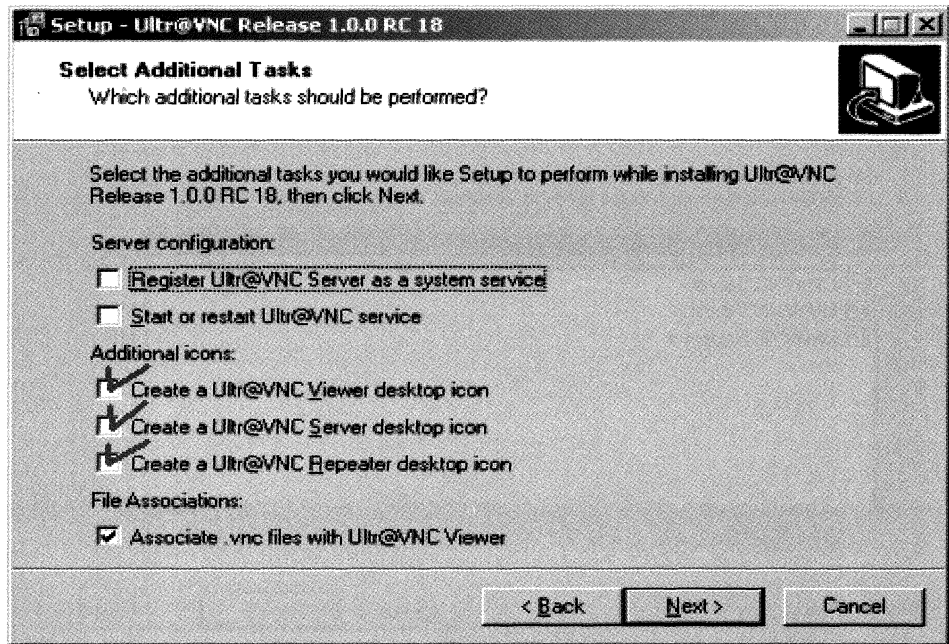 Setup - Ultr@VNC Release 1.0.0 RC 18
Select Additional Tasks
Which additional tasks should be performed?
Select the additional tasks you would like Setup to perform while installing Ultr@VNC
Release 1.0.0 RC 18, then click Next.
Server configuration:
Register Ultr@VNC Server as a system service
Start or restart Ultr@VNC service
Additional icons:
Create a Ultr@VNC Viewer desktop icon
Create a Ultr@VNC Server desktop icon
Create a Ultr@VNC Repeater desktop icon
File Associations:
Associate .vnc files with Ultr@VNC Viewer
< Back
Next >
Cancel